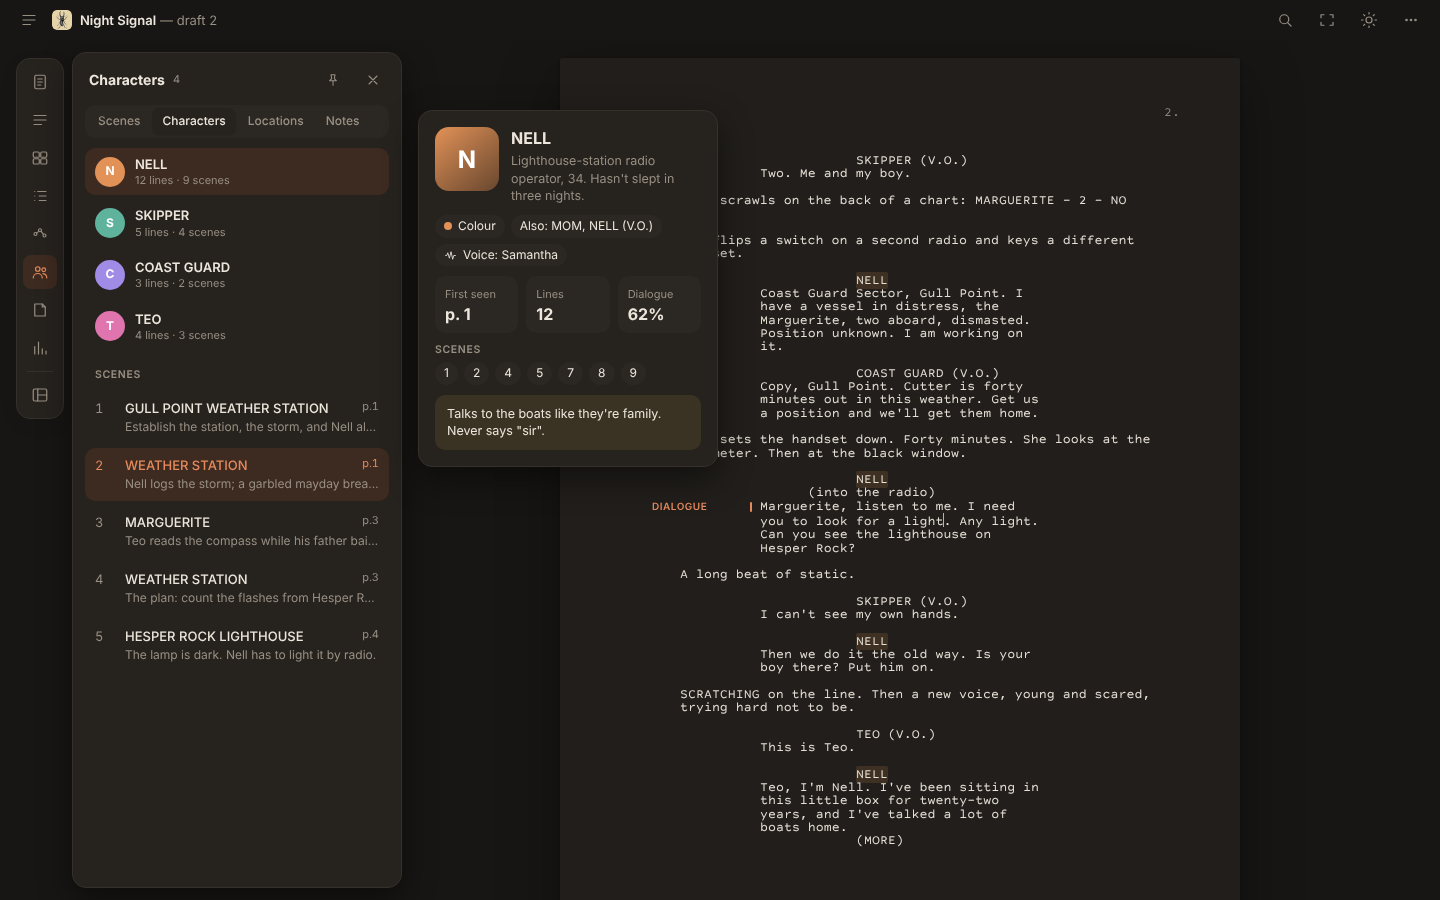 Night Signal — draft 2
Characters 4
Scenes Characters Locations Notes
N NELL
12 lines · 9 scenes
S SKIPPER
5 lines · 4 scenes
C COAST GUARD
3 lines · 2 scenes
T TEO
4 lines · 3 scenes
SCENES
1 GULL POINT WEATHER STATION p.1
Establish the station, the storm, and Nell al...
2 WEATHER STATION p.1
Nell logs the storm; a garbled mayday brea...
3 MARGUERITE p.3
Teo reads the compass while his father bai...
4 WEATHER STATION p.3
The plan: count the flashes from Hesper R...
5 HESPER ROCK LIGHTHOUSE p.4
The lamp is dark. Nell has to light it by radio.
N NELL
Lighthouse-station radio
operator, 34. Hasn't slept in
three nights.
Colour Also: MOM, NELL (V.O.)
Voice: Samantha
First seen Lines Dialogue
p. 1 12 62%
SCENES
1 2 4 5 7 8 9
Talks to the boats like they're family.
Never says "sir".
2.
SKIPPER (V.O.)
Two. Me and my boy.
scrawls on the back of a chart: MARGUERITE - 2 - NO
flips a switch on a second radio and keys a different
set.
NELL
Coast Guard Sector, Gull Point. I
have a vessel in distress, the
Marguerite, two aboard, dismasted.
Position unknown. I am working on
it.
COAST GUARD (V.O.)
Copy, Gull Point. Cutter is forty
minutes out in this weather. Get us
a position and we'll get them home.
sets the handset down. Forty minutes. She looks at the
meter. Then at the black window.
NELL
(into the radio)
DIALOGUE Marguerite, listen to me. I need
you to look for a light. Any light.
Can you see the lighthouse on
Hesper Rock?
A long beat of static.
SKIPPER (V.O.)
I can't see my own hands.
NELL
Then we do it the old way. Is your
boy there? Put him on.
SCRATCHING on the line. Then a new voice, young and scared,
trying hard not to be.
TEO (V.O.)
This is Teo.
NELL
Teo, I'm Nell. I've been sitting in
this little box for twenty-two
years, and I've talked a lot of
boats home.
(MORE)